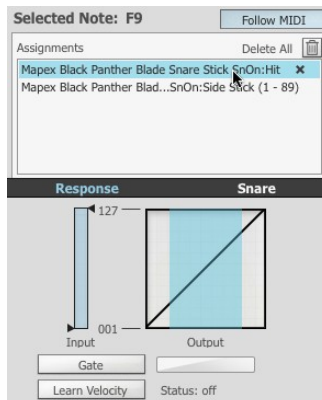 Selected Note: F9 Follow MIDI
Assignments Delete All
Mapex Black Panther Blade Snare Stick SnOn:Hit
Mapex Black Panther Blad...SnOn:Side Stick (1 - 89)
Response Snare
127
001
Input Output
Gate
Learn Velocity Status: off